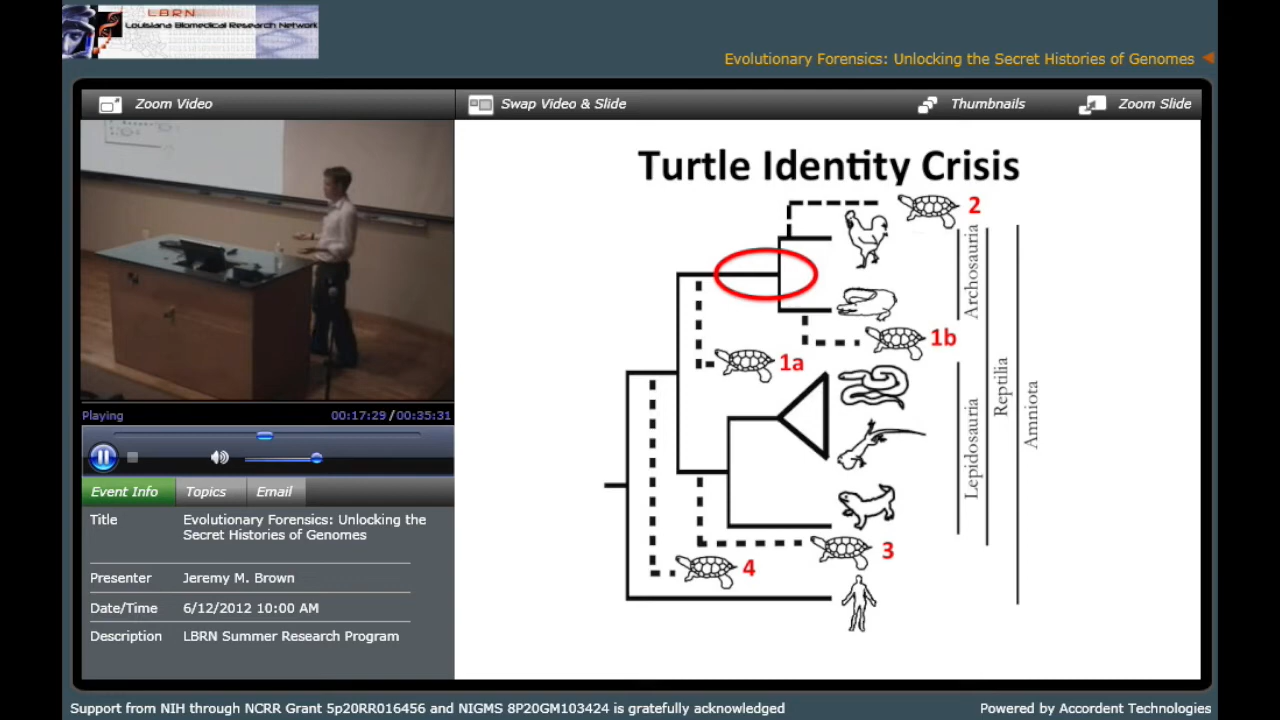 LBRN
Louisiana Biomedical Research Network
Evolutionary Forensics: Unlocking the Secret Histories of Genomes
Zoom Video
Swap Video & Slide
Thumbnails
Zoom Slide
Turtle Identity Crisis
2
Archosauria
1b
1a
Reptilia
Amniota
Lepidosauria
3
4
Playing
00:17:29 / 00:35:31
Event Info
Topics
Email
Title
Evolutionary Forensics: Unlocking the
Secret Histories of Genomes
Presenter
Jeremy M. Brown
Date/Time
6/12/2012 10:00 AM
Description
LBRN Summer Research Program
Support from NIH through NCRR Grant 5p20RR016456 and NIGMS 8P20GM103424 is gratefully acknowledged
Powered by Accordent Technologies